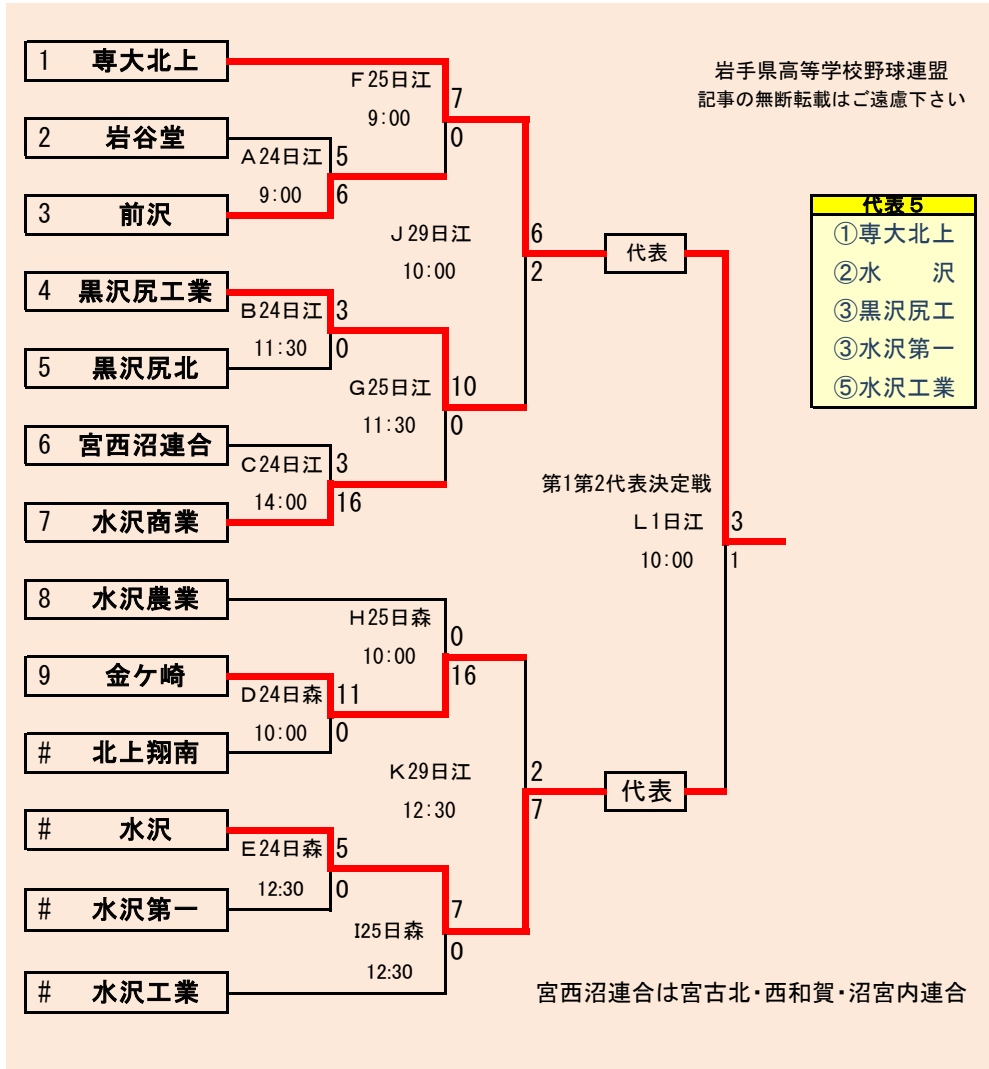 岩手県高等学校野球連盟
記事の無断転載はご遠慮下さい
1 専大北上
F25日江
7
9:00
0
2 岩谷堂
A24日江
5
9:00
6
3 前沢
J29日江
6
10:00
2
代表
4 黒沢尻工業
B24日江
3
11:30
0
5 黒沢尻北
G25日江
10
11:30
0
6 宮西沼連合
C24日江
3
14:00
16
7 水沢商業
代表5
①専大北上
②水 沢
③黒沢尻工
③水沢第一
⑤水沢工業
第1第2代表決定戦
L1日江
3
10:00
1
8 水沢農業
H25日森
0
10:00
16
9 金ケ崎
D24日森
11
10:00
0
# 北上翔南
K29日江
2
12:30
7
代表
# 水沢
E24日森
5
12:30
0
# 水沢第一
I25日森
7
12:30
0
# 水沢工業
宮西沼連合は宮古北・西和賀・沼宮内連合